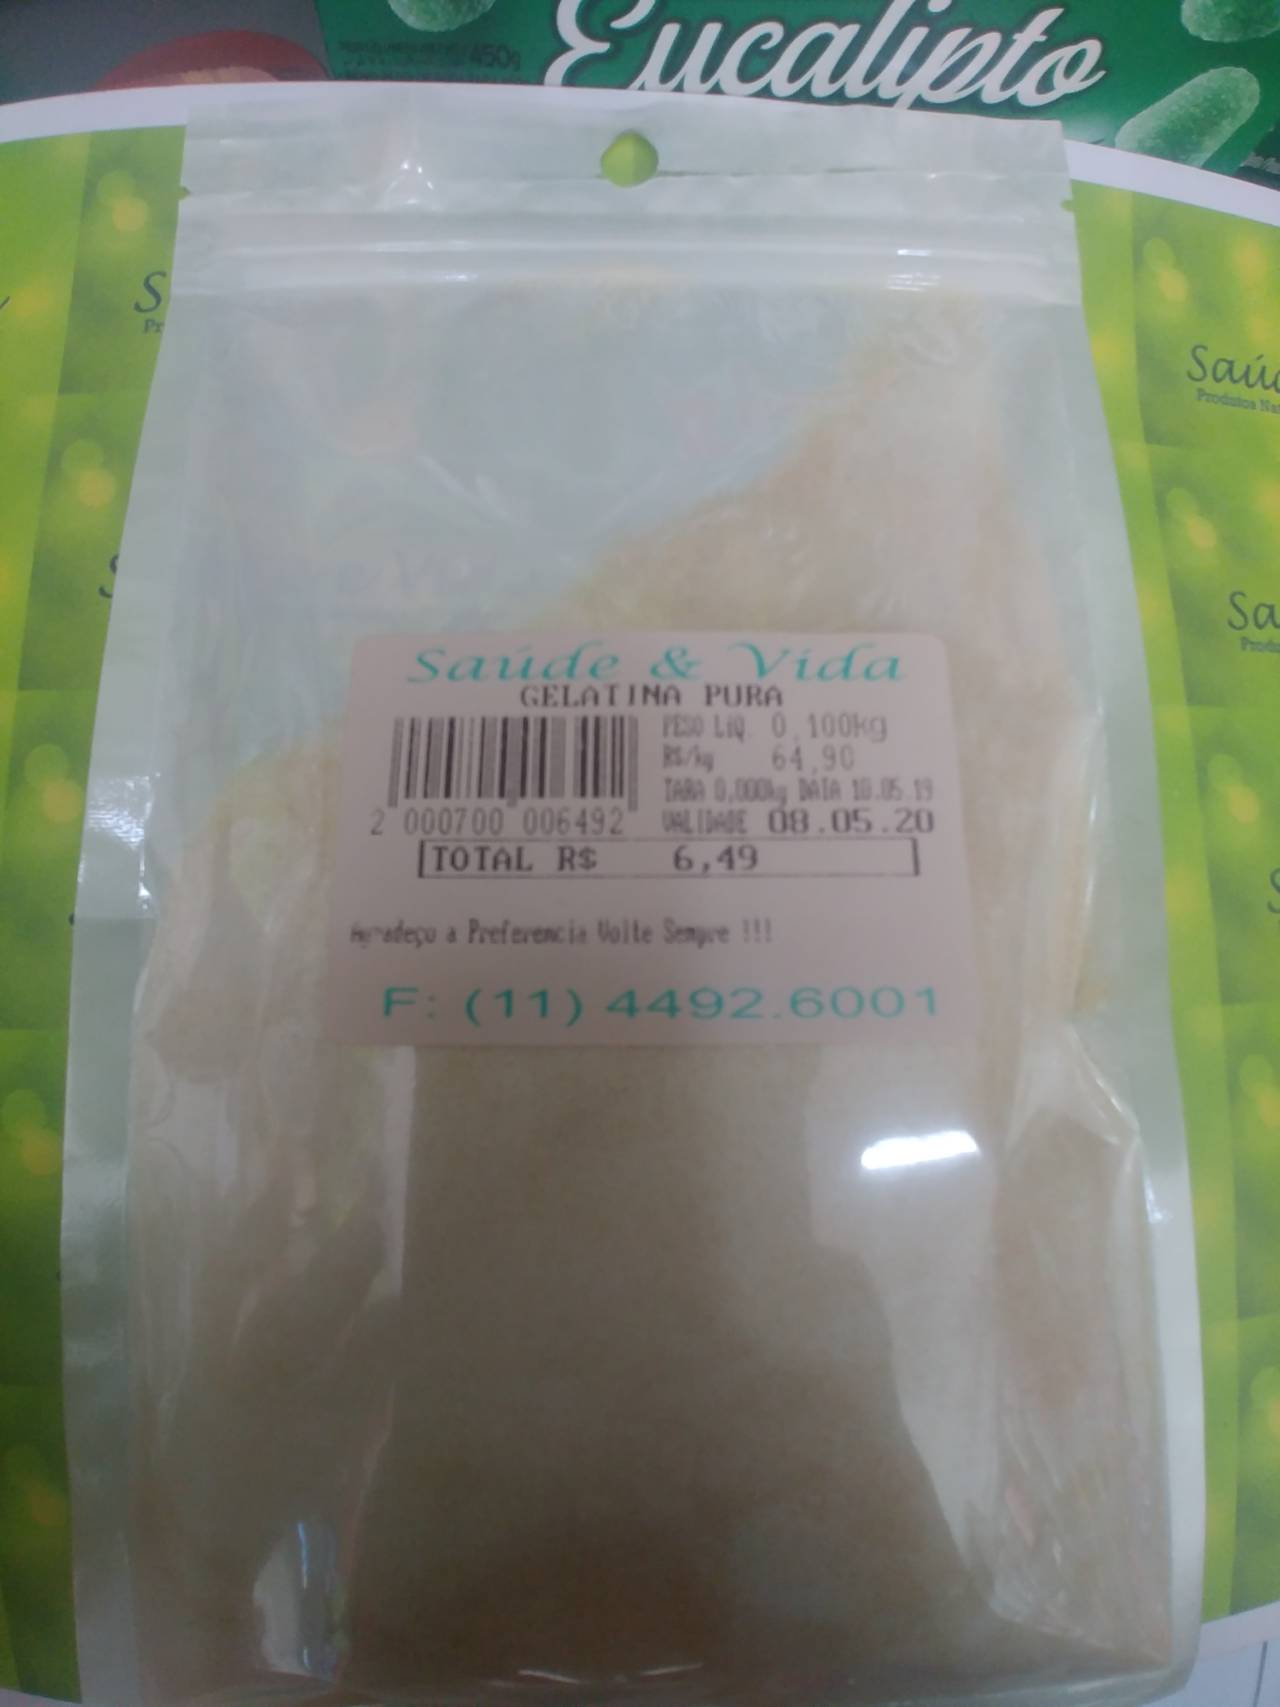 450g
Eucalipto
Saúde & Vida
GELATINA PURA
PESO LIQ. 0,100kg
R$/kg 64,90
TARA 0,000kg DATA 10.05.19
2 000700 006492
VALIDADE 08.05.20
TOTAL R$ 6,49
Agradeço a Preferencia Volte Sempre !!!
F: (11) 4492.6001